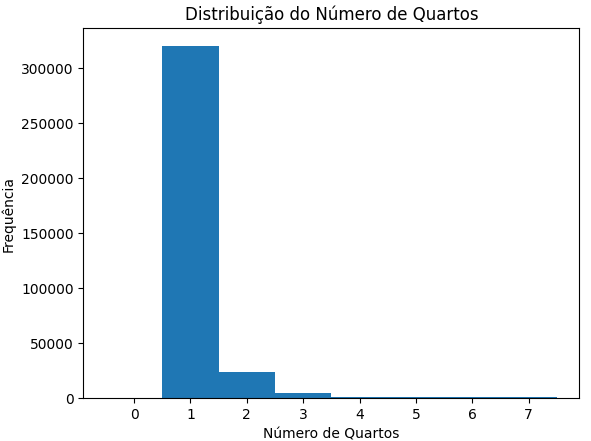 Distribuição do Número de Quartos
300000
250000
200000
150000
100000
50000
0
Frequência
0 1 2 3 4 5 6 7
Número de Quartos